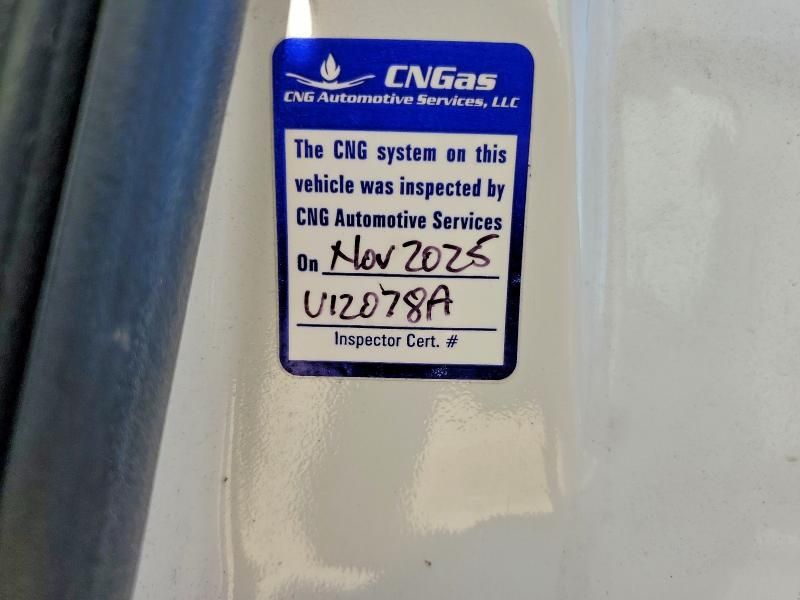 CNGas
CNG Automotive Services, LLC
The CNG system on this
vehicle was inspected by
CNG Automotive Services
On Nov 2025
U12078A
Inspector Cert. #